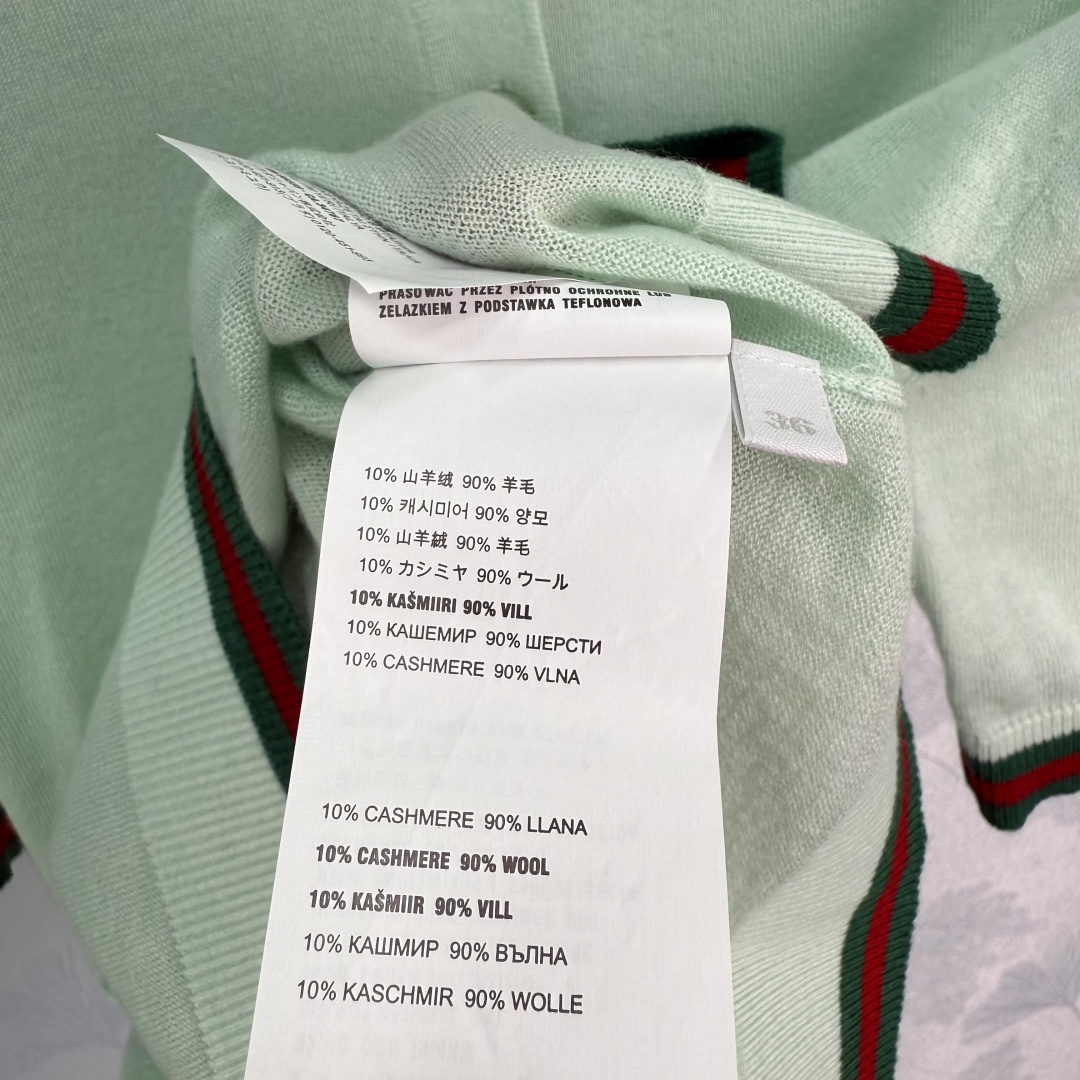 PRASOWAC PRZEZ PLÓTNO OCHRONNE LUB
ZELAZKIEM Z PODSTAWKA TEFLONOWA
36
10% 山羊绒 90% 羊毛
10% 캐시미어 90% 양모
10% 山羊絨 90% 羊毛
10% カシミヤ 90% ウール
10% KAŠMIIRI 90% VILL
10% КАШЕМИР 90% ШЕРСТИ
10% CASHMERE 90% VLNA
10% CASHMERE 90% LLANA
10% CASHMERE 90% WOOL
10% KAŠMIIR 90% VILL
10% КАШМИР 90% ВЪЛНА
10% KASCHMIR 90% WOLLE